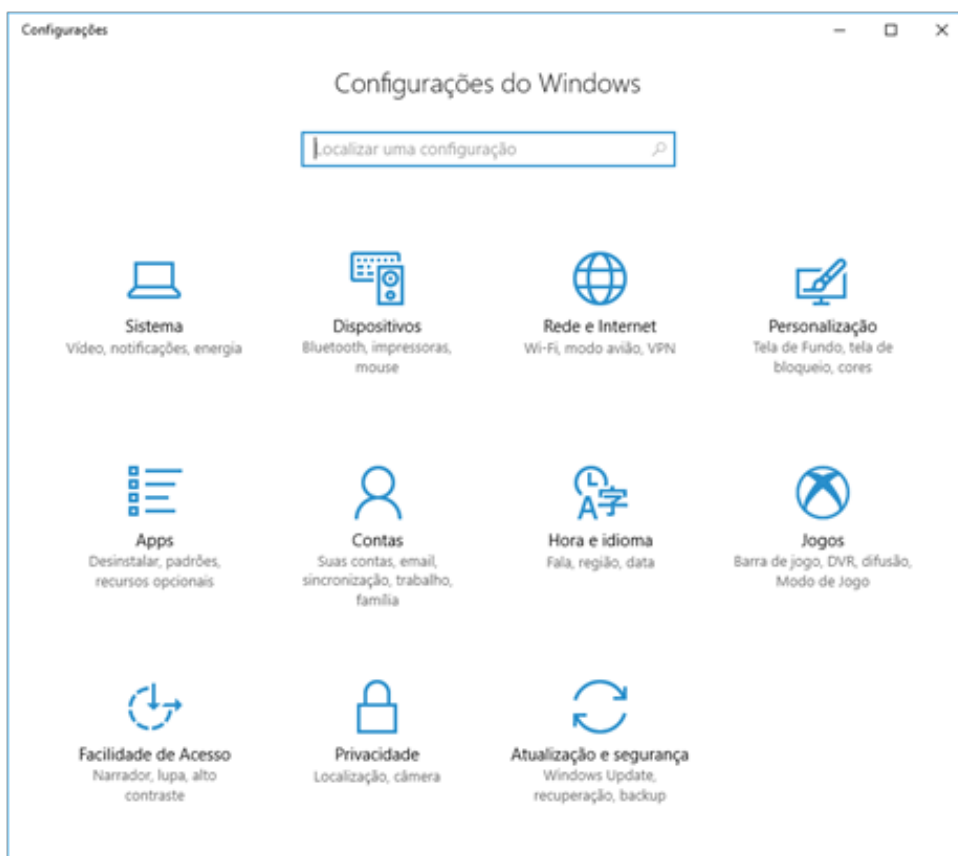 Configurações
Configurações do Windows
Localizar uma configuração
Sistema
Vídeo, notificações, energia
Dispositivos
Bluetooth, impressoras,
mouse
Rede e Internet
Wi-Fi, modo avião, VPN
Personalização
Tela de Fundo, tela de
bloqueio, cores
Apps
Desinstalar, padrões,
recursos opcionais
Contas
Suas contas, email,
sincronização, trabalho,
família
Hora e idioma
Fala, região, data
Jogos
Barra de jogo, DVR, difusão,
Modo de Jogo
Facilidade de Acesso
Narrador, lupa, alto
contraste
Privacidade
Localização, câmera
Atualização e segurança
Windows Update,
recuperação, backup